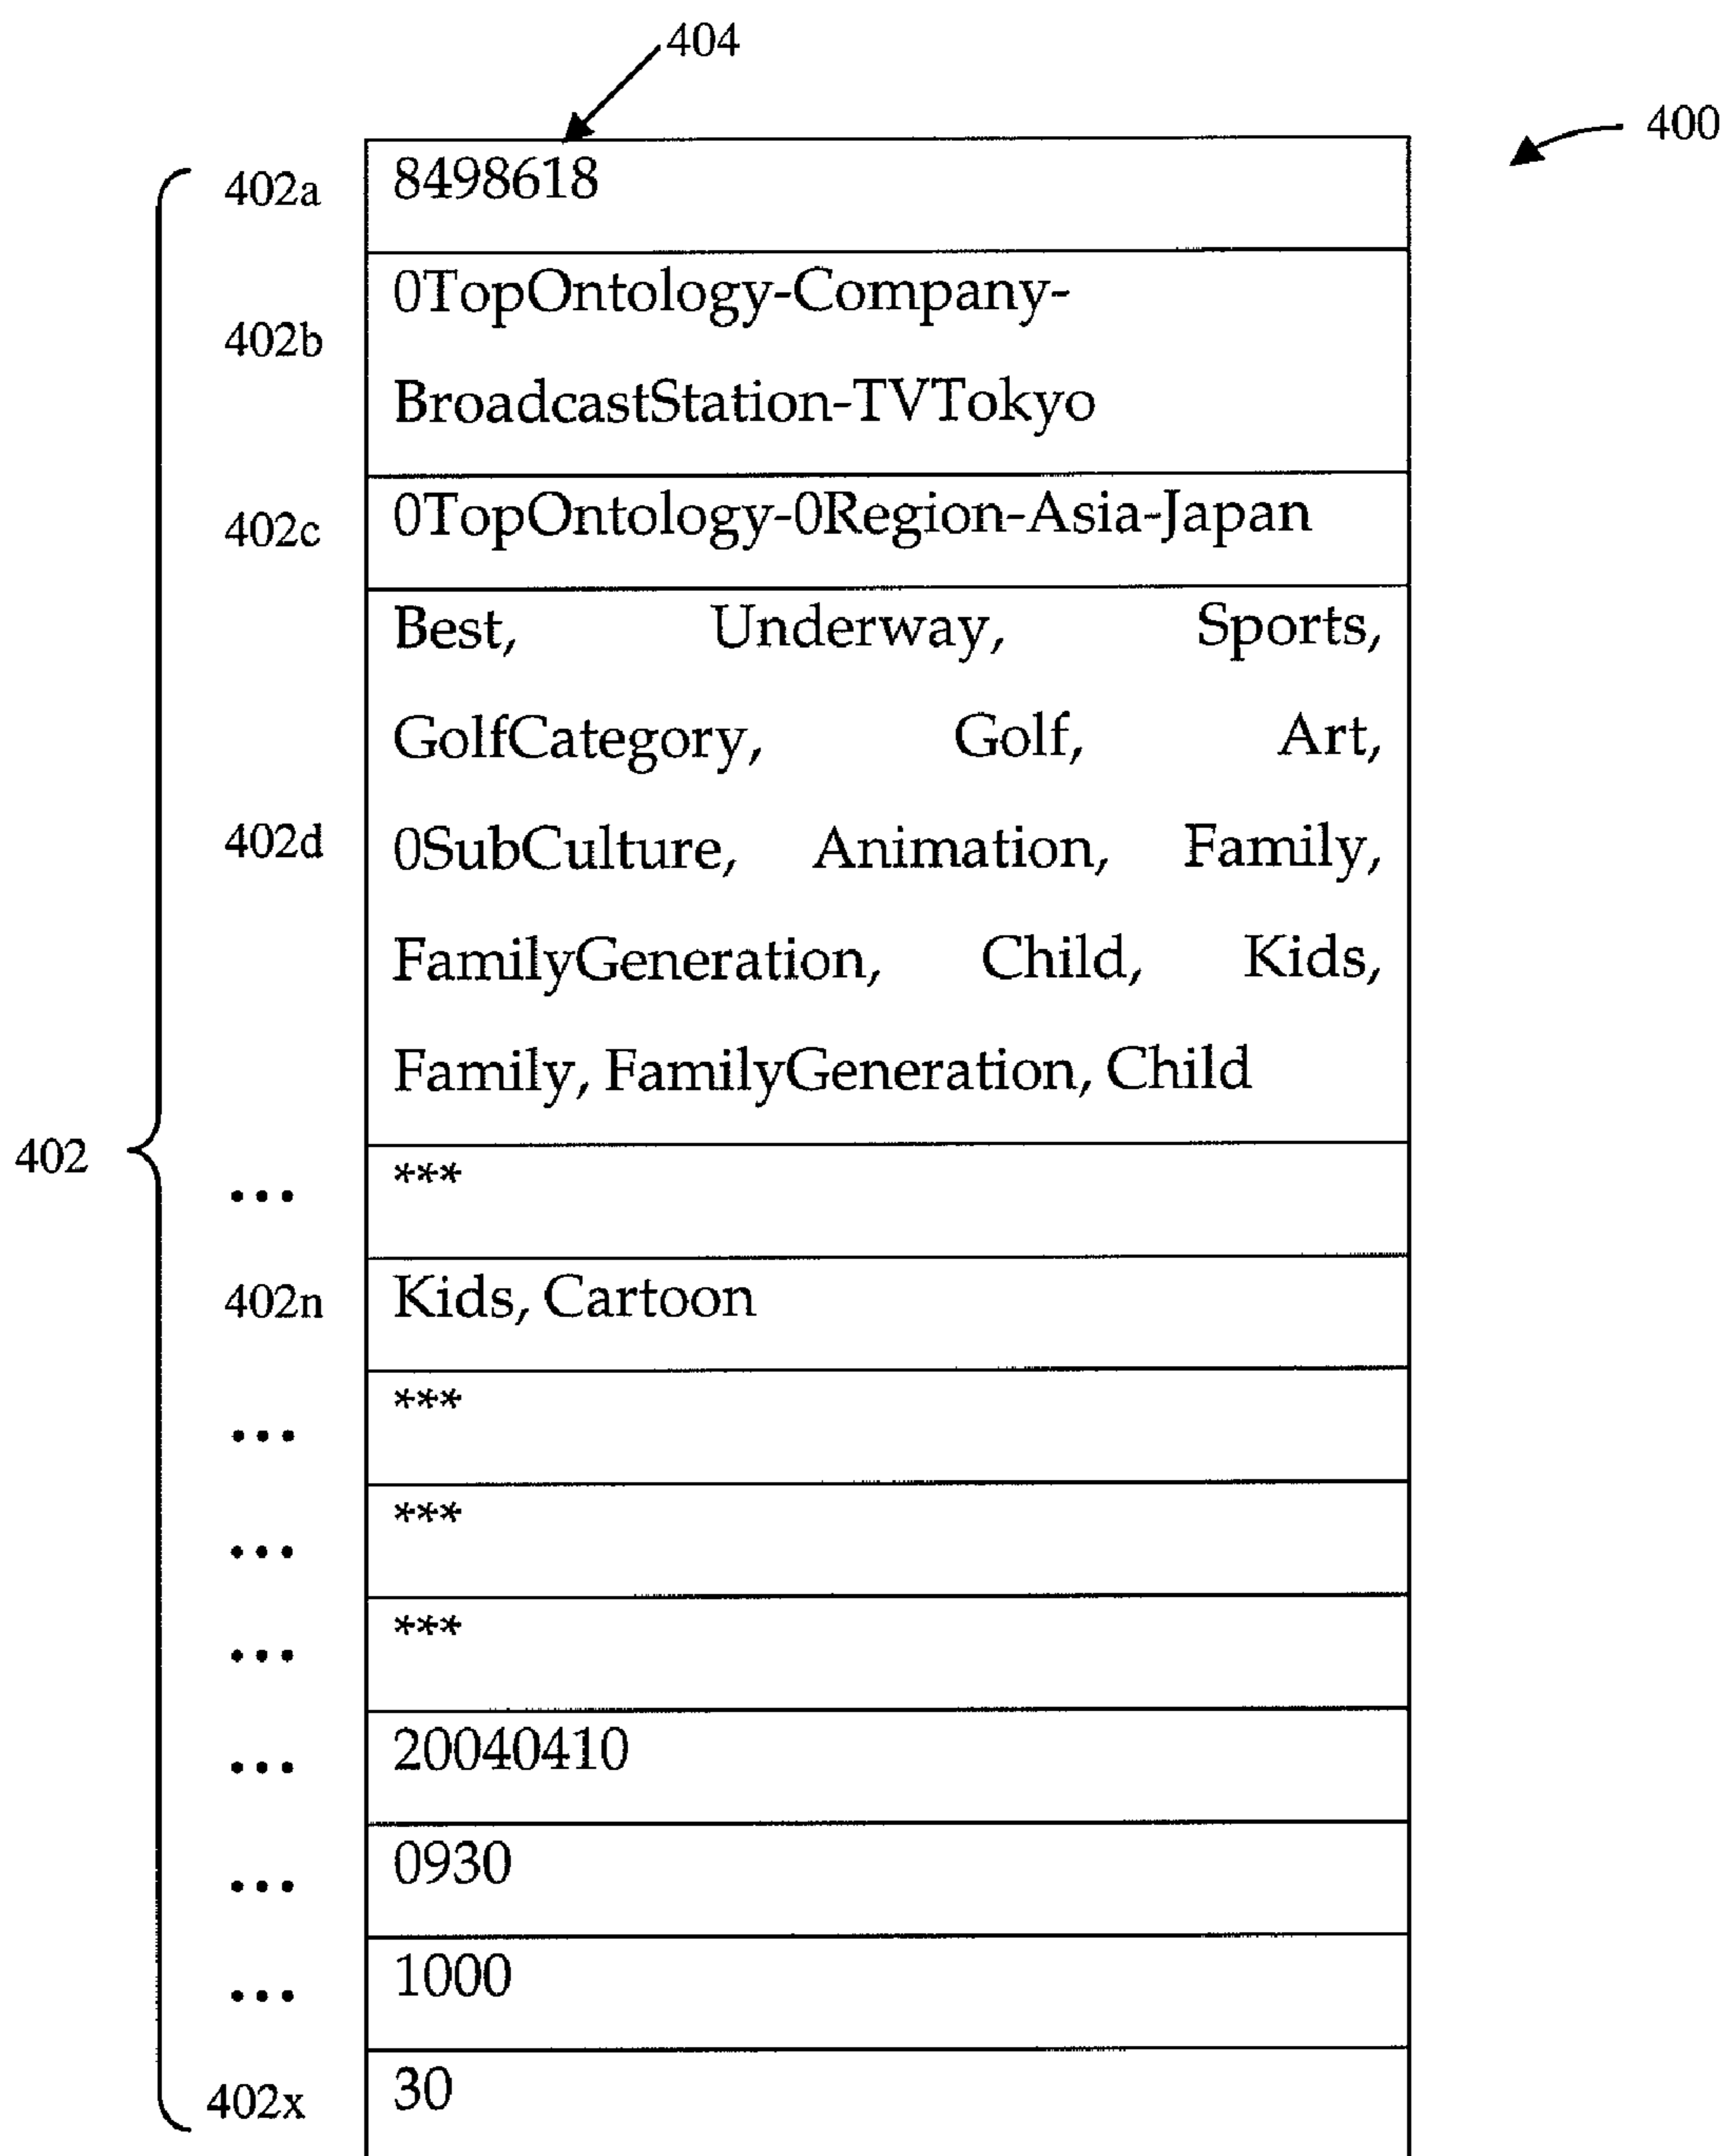 404
400
402a 8498618
0TopOntology-Company-
402b
BroadcastStation-TVTokyo
402c 0TopOntology-0Region-Asia-Japan
Best, Underway, Sports,
GolfCategory, Golf, Art,
402d 0SubCulture, Animation, Family,
FamilyGeneration, Child, Kids,
Family, FamilyGeneration, Child
402
... ***
402n Kids, Cartoon
... ***
... ***
... ***
... 20040410
... 0930
... 1000
402x 30